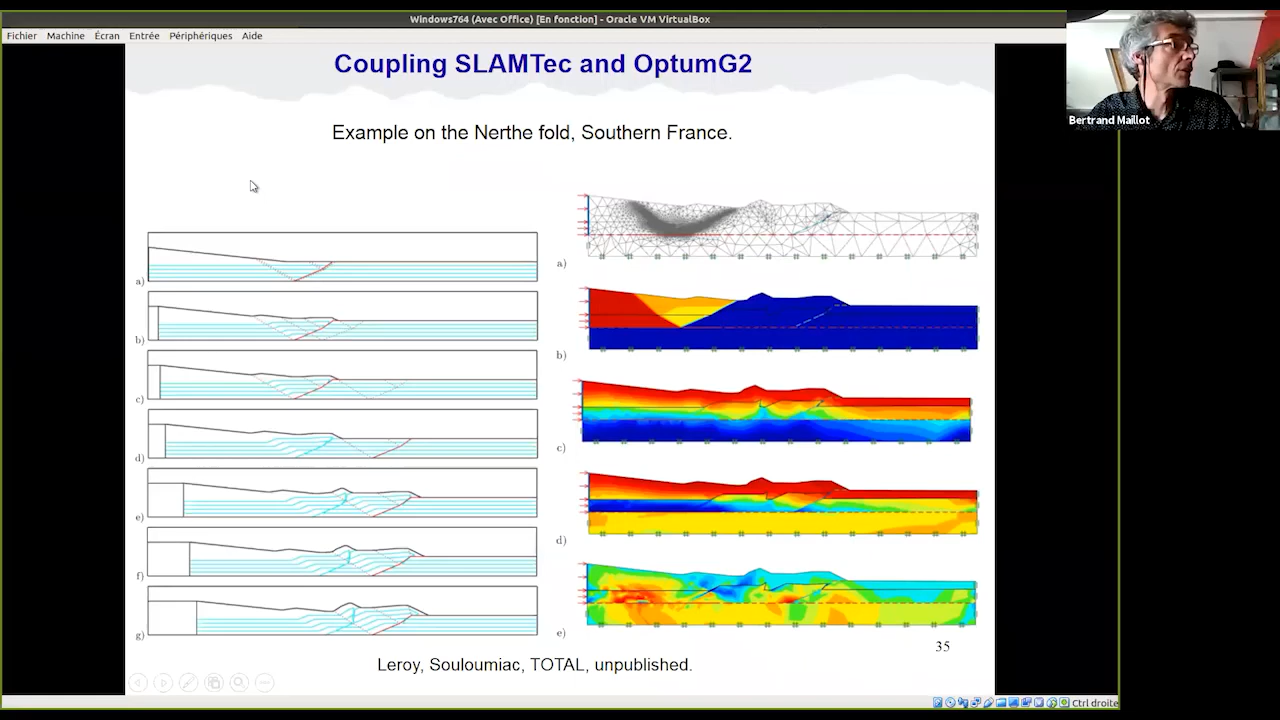 Windows764 (Avec Office) [En fonction] - Oracle VM VirtualBox
Fichier Machine Écran Entrée Périphériques Aide
Coupling SLAMTec and OptumG2
Bertrand Maillot
Example on the Nerthe fold, Southern France.
a)
b)
c)
d)
e)
f)
g)
a)
b)
c)
d)
e)
35
Leroy, Souloumiac, TOTAL, unpublished.
Ctrl droite